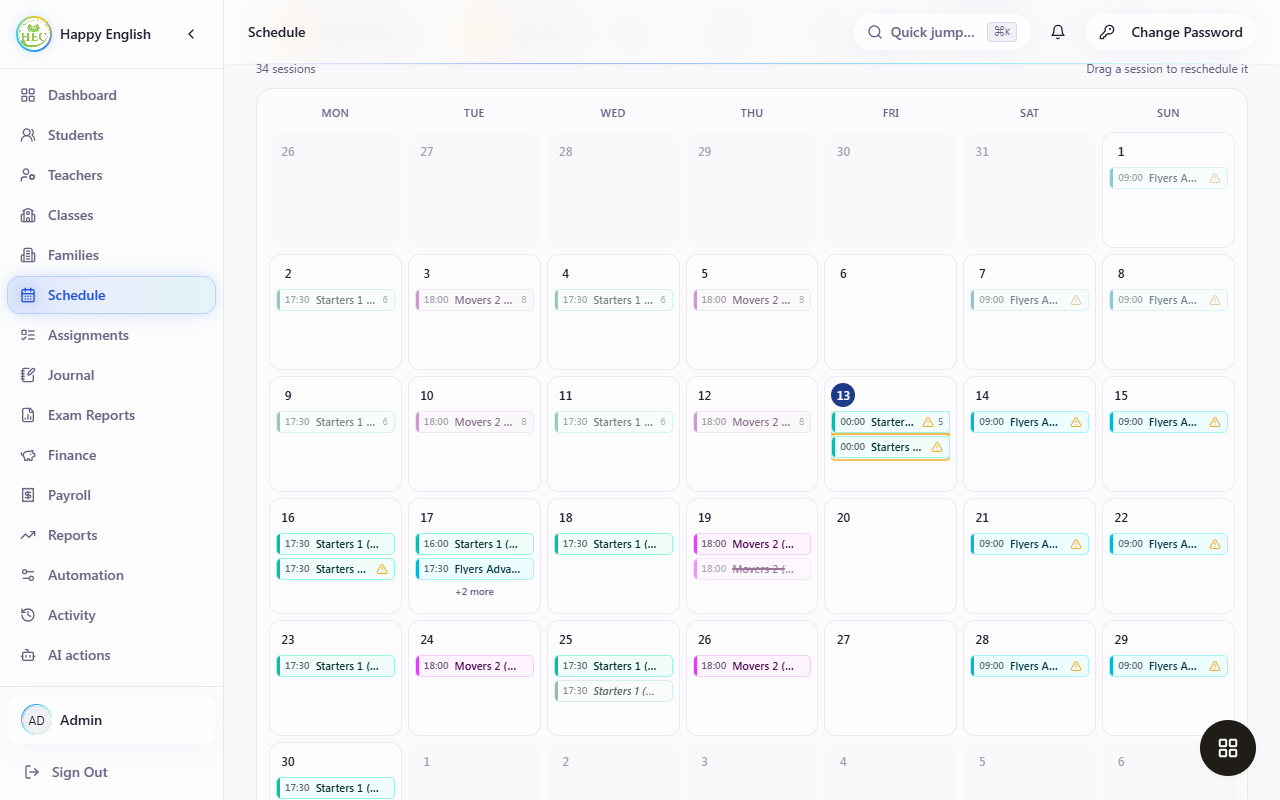 HEC
Happy English
Schedule
Quick jump...
⌘K
Change Password
34 sessions
Drag a session to reschedule it
Dashboard
Students
Teachers
Classes
Families
Schedule
Assignments
Journal
Exam Reports
Finance
Payroll
Reports
Automation
Activity
AI actions
AD
Admin
Sign Out
MON TUE WED THU FRI SAT SUN
26 27 28 29 30 31 1
09:00 Flyers A...
2 3 4 5 6 7 8
17:30 Starters 1 ... 6
18:00 Movers 2 ... 8
17:30 Starters 1 ... 6
18:00 Movers 2 ... 8
09:00 Flyers A...
09:00 Flyers A...
9 10 11 12 13 14 15
17:30 Starters 1 ... 6
18:00 Movers 2 ... 8
17:30 Starters 1 ... 6
18:00 Movers 2 ... 8
00:00 Starter... 5
09:00 Flyers A...
09:00 Flyers A...
00:00 Starters ...
16 17 18 19 20 21 22
17:30 Starters 1 (...
16:00 Starters 1 (...
17:30 Starters 1 (...
18:00 Movers 2 (...
09:00 Flyers A...
09:00 Flyers A...
17:30 Starters ...
17:30 Flyers Adva...
18:00 Movers 2 (...
+2 more
23 24 25 26 27 28 29
17:30 Starters 1 (...
18:00 Movers 2 (...
17:30 Starters 1 (...
18:00 Movers 2 (...
09:00 Flyers A...
09:00 Flyers A...
17:30 Starters 1 (...
30 1 2 3 4 5 6
17:30 Starters 1 (...